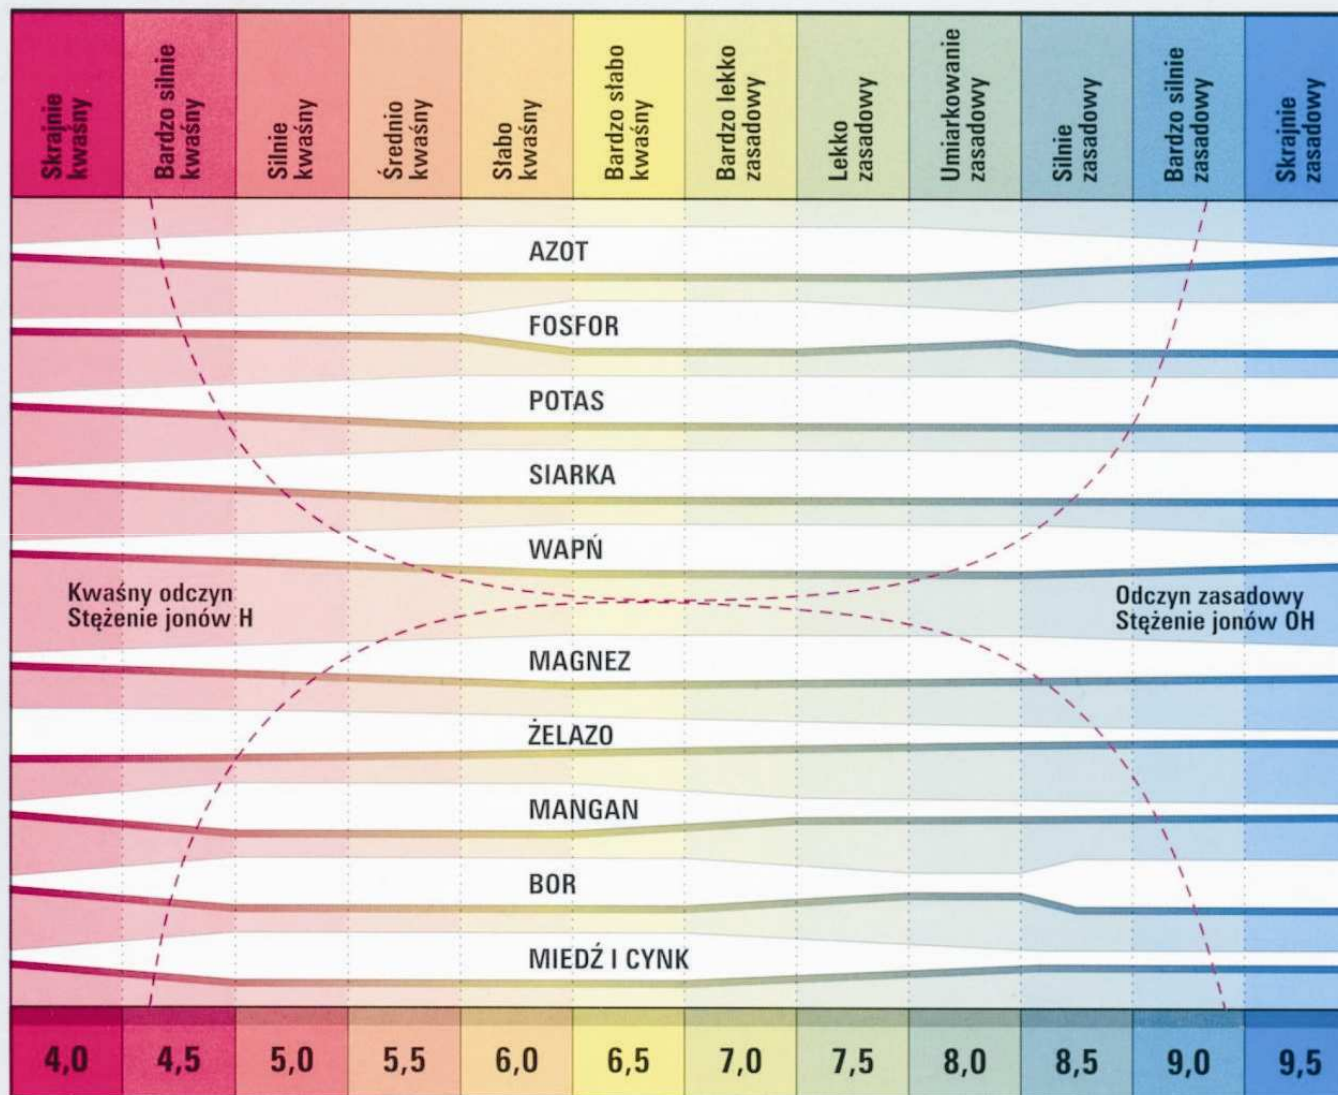 Skrajnie
kwaśny
Bardzo silnie
kwaśny
Silnie
kwaśny
Średnio
kwaśny
Słabo
kwaśny
Bardzo słabo
kwaśny
Bardzo lekko
zasadowy
Lekko
zasadowy
Umiarkowanie
zasadowy
Silnie
zasadowy
Bardzo silnie
zasadowy
Skrajnie
zasadowy
AZOT
FOSFOR
POTAS
SIARKA
WAPŃ
Kwaśny odczyn
Stężenie jonów H
Odczyn zasadowy
Stężenie jonów OH
MAGNEZ
ŻELAZO
MANGAN
BOR
MIEDŹ I CYNK
4,0 4,5 5,0 5,5 6,0 6,5 7,0 7,5 8,0 8,5 9,0 9,5